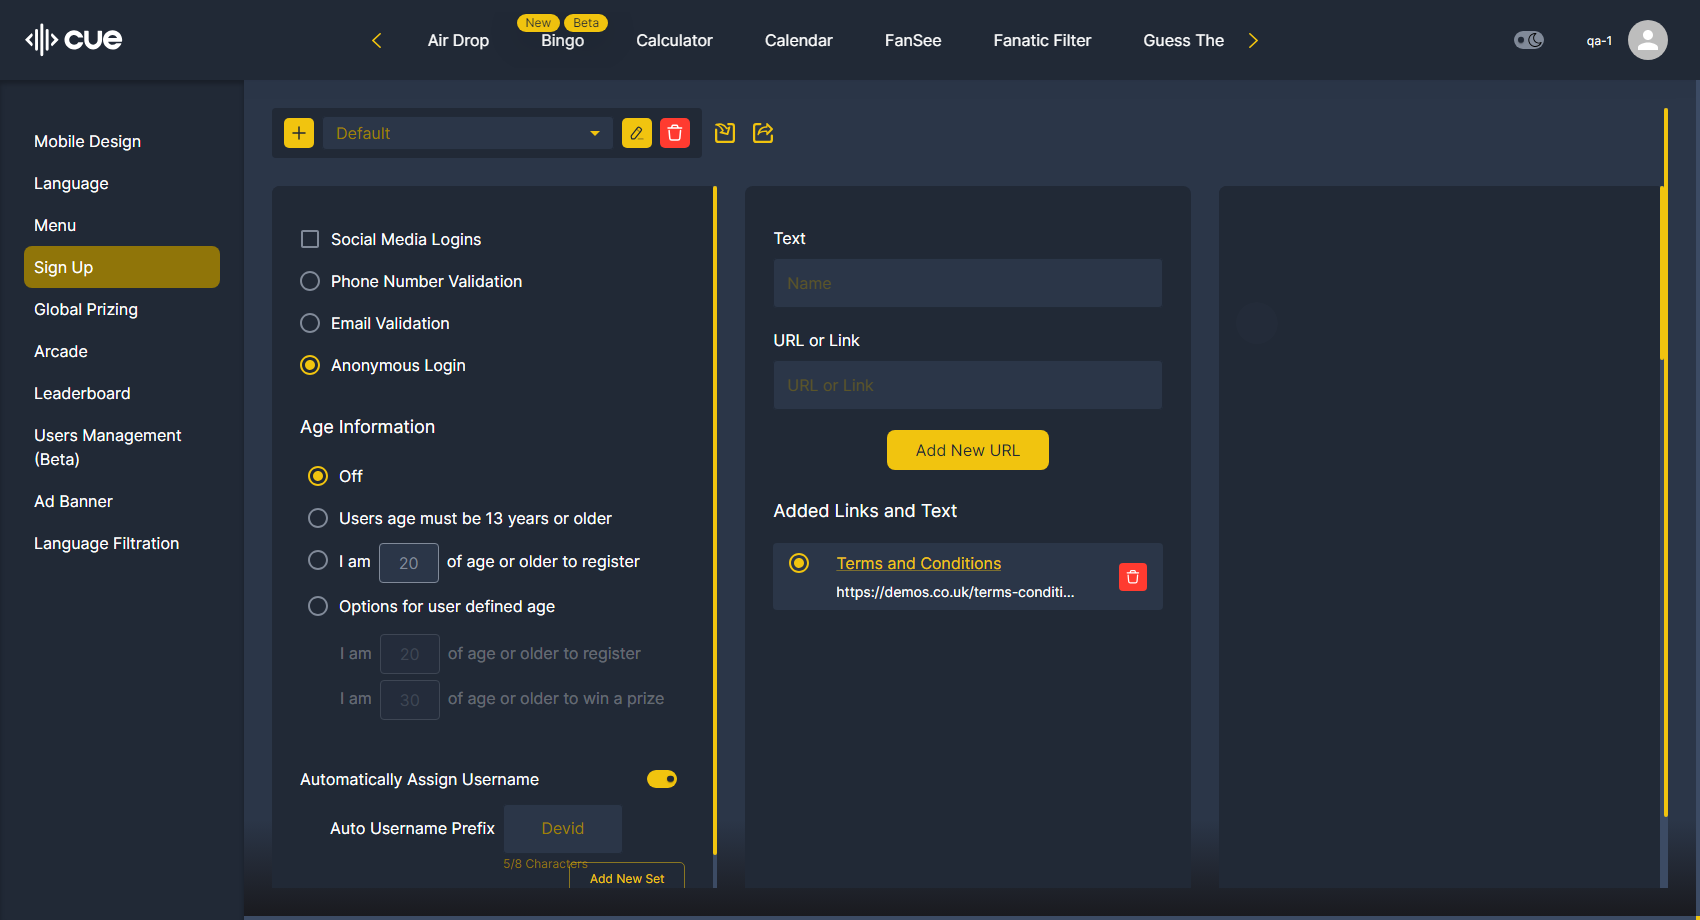 cue
Air Drop
New
Beta
Bingo
Calculator
Calendar
FanSee
Fanatic Filter
Guess The
qa-1
Mobile Design
Language
Menu
Sign Up
Global Prizing
Arcade
Leaderboard
Users Management
(Beta)
Ad Banner
Language Filtration
Default
Social Media Logins
Phone Number Validation
Email Validation
Anonymous Login
Age Information
Off
Users age must be 13 years or older
I am 20 of age or older to register
Options for user defined age
I am 20 of age or older to register
I am 30 of age or older to win a prize
Automatically Assign Username
Auto Username Prefix Devid
5/8 Characters
Add New Set
Text
Name
URL or Link
URL or Link
Add New URL
Added Links and Text
Terms and Conditions
https://demos.co.uk/terms-conditi...